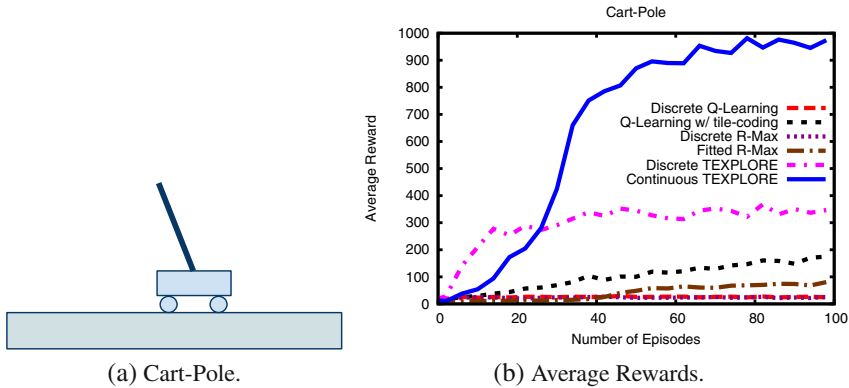 Cart-Pole
1000
900
800
700
600
500
400
300
200
100
0
Average Reward
Discrete Q-Learning
Q-Learning w/ tile-coding
Discrete R-Max
Fitted R-Max
Discrete TEXPLORE
Continuous TEXPLORE
0 20 40 60 80 100
Number of Episodes
(a) Cart-Pole.
(b) Average Rewards.